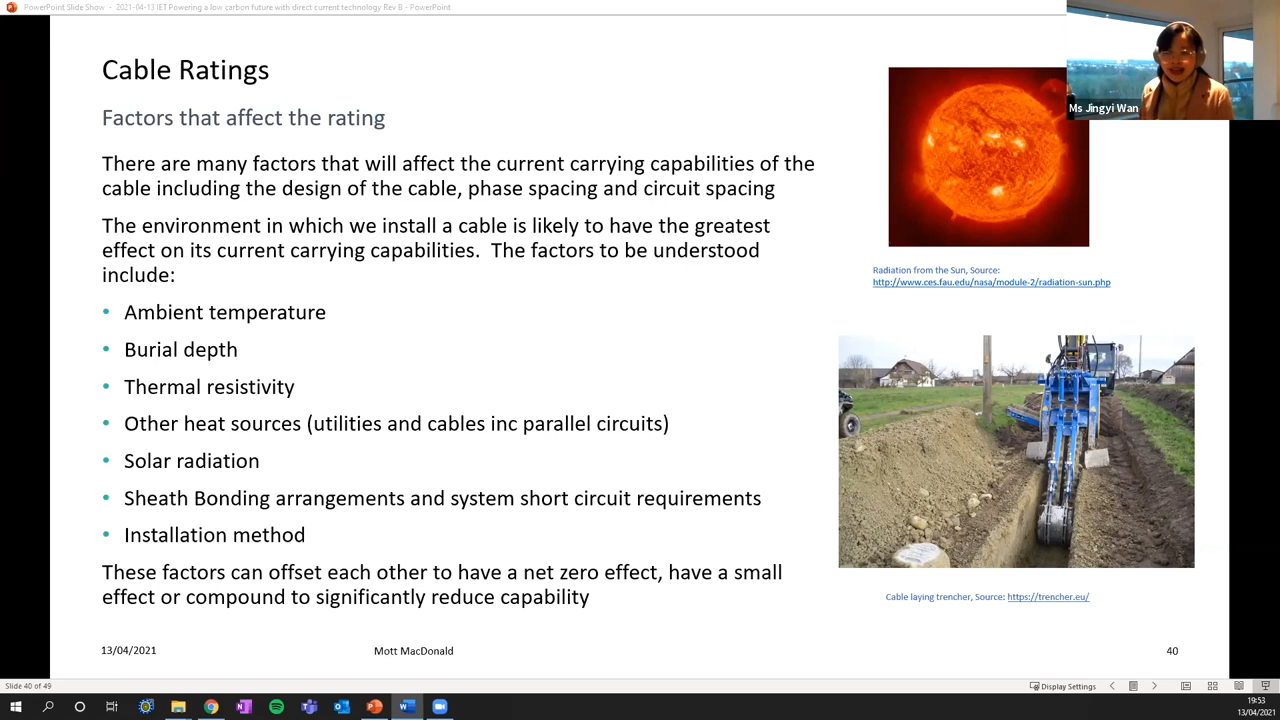 PowerPoint Slide Show - 2021-04-13 IET Powering a low carbon future with direct current technology Rev B - PowerPoint
Ms Jingyi Wan
Cable Ratings
Factors that affect the rating
There are many factors that will affect the current carrying capabilities of the
cable including the design of the cable, phase spacing and circuit spacing
The environment in which we install a cable is likely to have the greatest
effect on its current carrying capabilities. The factors to be understood
include:
• Ambient temperature
• Burial depth
• Thermal resistivity
• Other heat sources (utilities and cables inc parallel circuits)
• Solar radiation
• Sheath Bonding arrangements and system short circuit requirements
• Installation method
These factors can offset each other to have a net zero effect, have a small
effect or compound to significantly reduce capability
Radiation from the Sun, Source:
http://www.ces.fau.edu/nasa/module-2/radiation-sun.php
Cable laying trencher, Source: https://trencher.eu/
13/04/2021
Mott MacDonald
40
Slide 40 of 49
Display Settings
19:53
13/04/2021